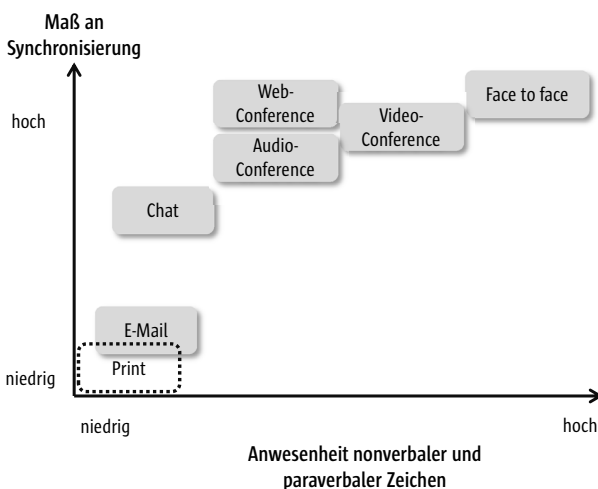 Maß an
Synchronisierung
hoch
Web-
Conference
Face to face
Video-
Conference
Audio-
Conference
Chat
E-Mail
Print
niedrig
niedrig
hoch
Anwesenheit nonverbaler und
paraverbaler Zeichen